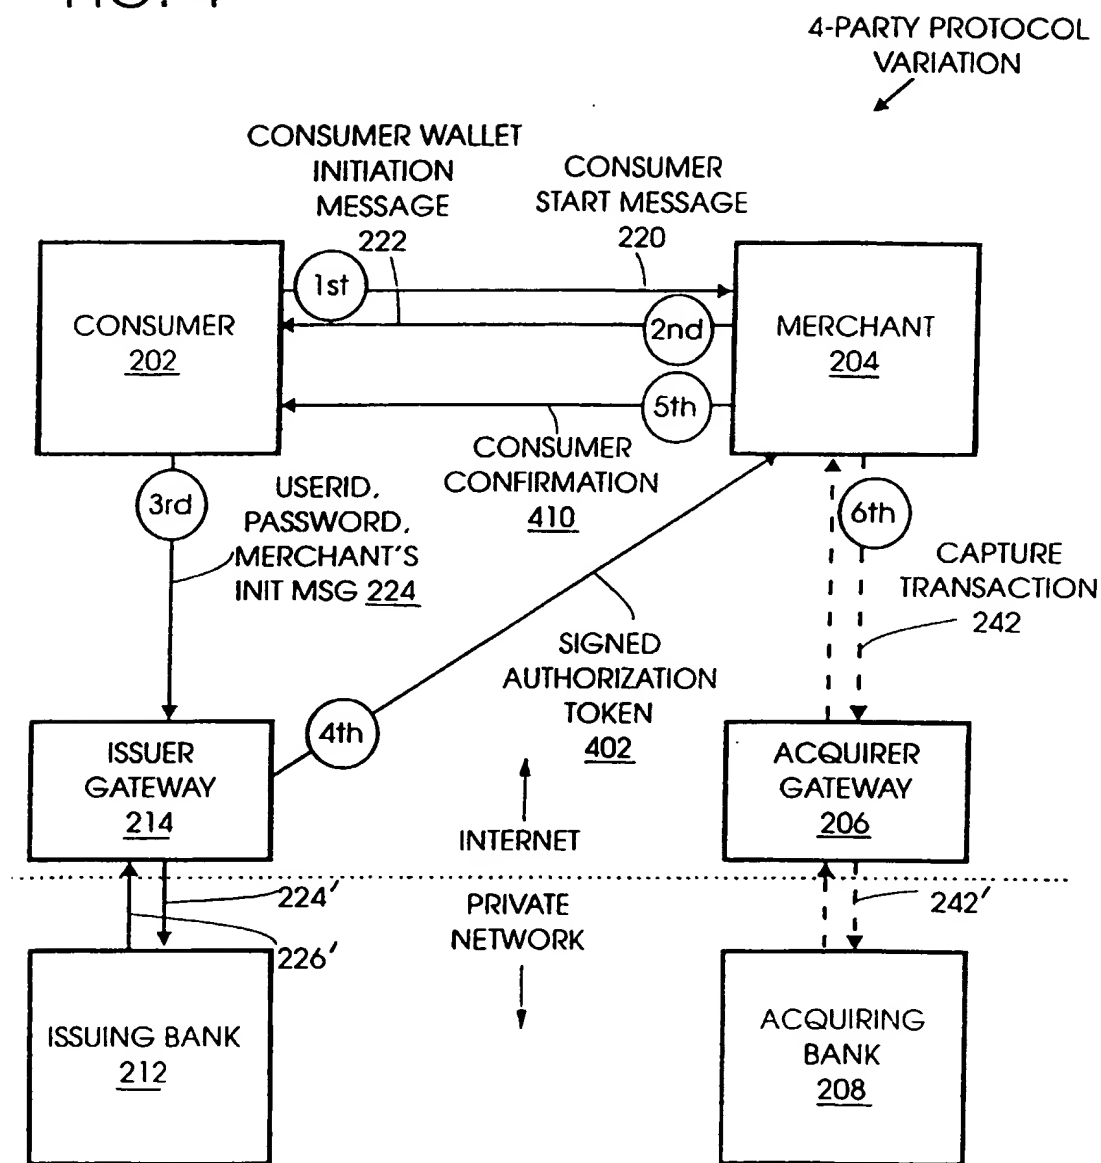 4-PARTY PROTOCOL
VARIATION
CONSUMER WALLET
INITIATION
MESSAGE
222
CONSUMER
START MESSAGE
220
1st
2nd
5th
CONSUMER
202
MERCHANT
204
CONSUMER
CONFIRMATION
410
3rd
USERID,
PASSWORD,
MERCHANT'S
INIT MSG 224
6th
CAPTURE
TRANSACTION
242
SIGNED
AUTHORIZATION
TOKEN
402
4th
ISSUER
GATEWAY
214
ACQUIRER
GATEWAY
206
INTERNET
PRIVATE
NETWORK
224'
226'
242'
ISSUING BANK
212
ACQUIRING
BANK
208